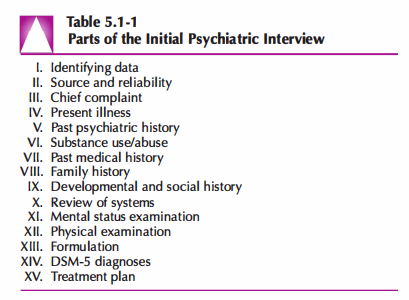 Table 5.1-1
Parts of the Initial Psychiatric Interview
I. Identifying data
II. Source and reliability
III. Chief complaint
IV. Present illness
V. Past psychiatric history
VI. Substance use/abuse
VII. Past medical history
VIII. Family history
IX. Developmental and social history
X. Review of systems
XI. Mental status examination
XII. Physical examination
XIII. Formulation
XIV. DSM-5 diagnoses
XV. Treatment plan